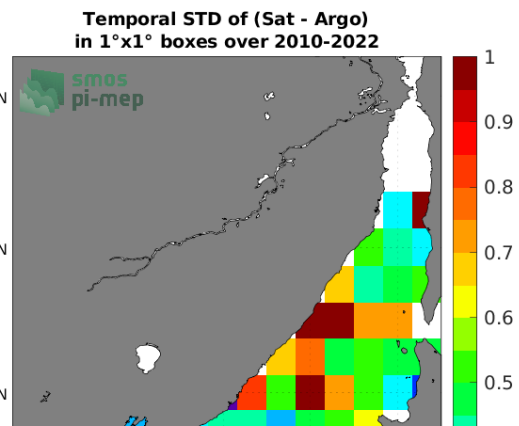 Temporal STD of (Sat - Argo)
in 1°x1° boxes over 2010-2022
smos
pi-mep
N
N
N
1
0.9
0.8
0.7
0.6
0.5